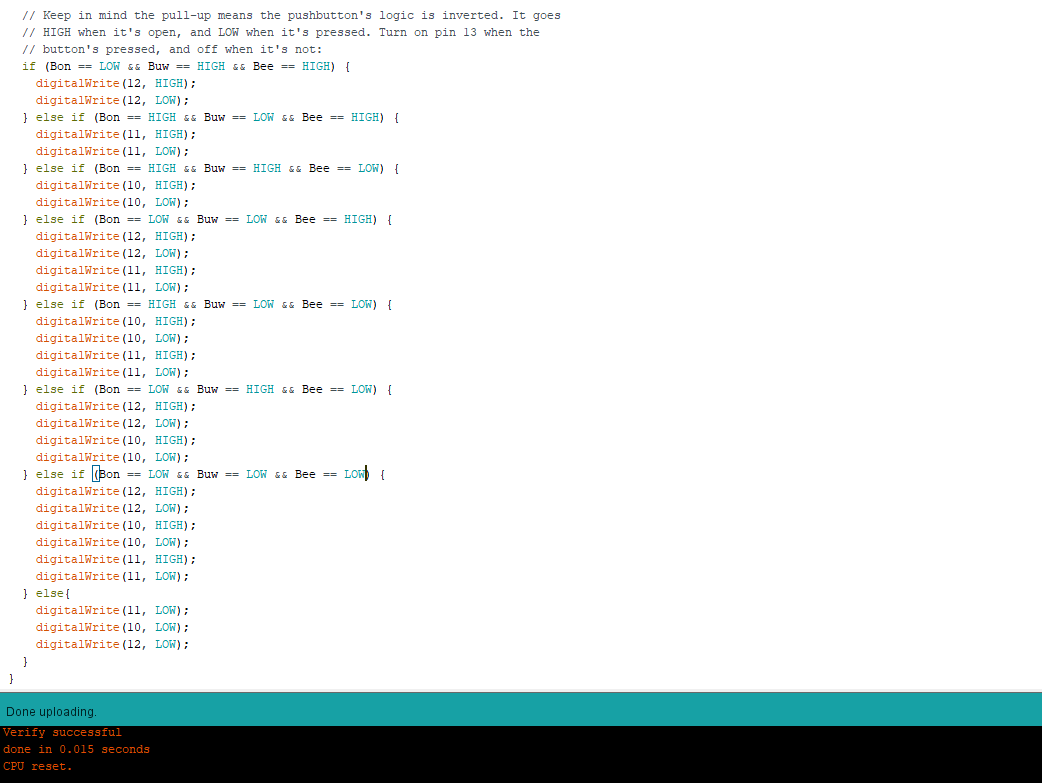 // Keep in mind the pull-up means the pushbutton's logic is inverted. It goes
// HIGH when it's open, and LOW when it's pressed. Turn on pin 13 when the
// button's pressed, and off when it's not:
if (Bon == LOW && Buw == HIGH && Bee == HIGH) {
digitalWrite(12, HIGH);
digitalWrite(12, LOW);
} else if (Bon == HIGH && Buw == LOW && Bee == HIGH) {
digitalWrite(11, HIGH);
digitalWrite(11, LOW);
} else if (Bon == HIGH && Buw == HIGH && Bee == LOW) {
digitalWrite(10, HIGH);
digitalWrite(10, LOW);
} else if (Bon == LOW && Buw == LOW && Bee == HIGH) {
digitalWrite(12, HIGH);
digitalWrite(12, LOW);
digitalWrite(11, HIGH);
digitalWrite(11, LOW);
} else if (Bon == HIGH && Buw == LOW && Bee == LOW) {
digitalWrite(10, HIGH);
digitalWrite(10, LOW);
digitalWrite(11, HIGH);
digitalWrite(11, LOW);
} else if (Bon == LOW && Buw == HIGH && Bee == LOW) {
digitalWrite(12, HIGH);
digitalWrite(12, LOW);
digitalWrite(10, HIGH);
digitalWrite(10, LOW);
} else if (Bon == LOW && Buw == LOW && Bee == LOW) {
digitalWrite(12, HIGH);
digitalWrite(12, LOW);
digitalWrite(10, HIGH);
digitalWrite(10, LOW);
digitalWrite(11, HIGH);
digitalWrite(11, LOW);
} else{
digitalWrite(11, LOW);
digitalWrite(10, LOW);
digitalWrite(12, LOW);
}
}
Done uploading.
Verify successful
done in 0.015 seconds
CPU reset.